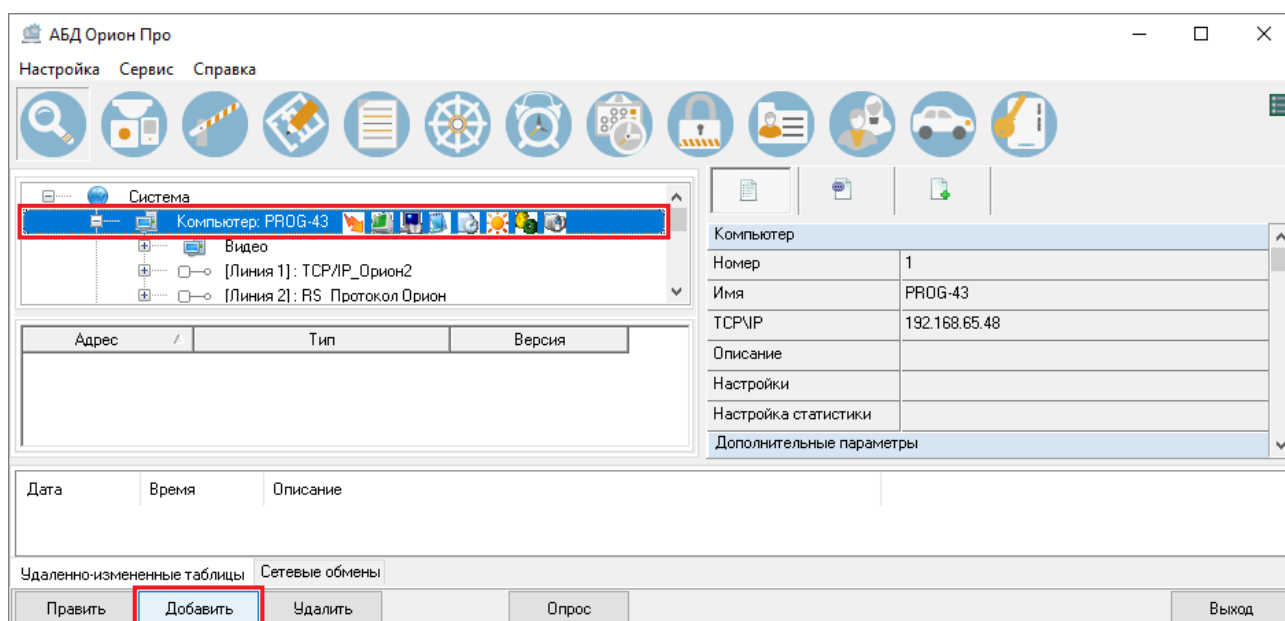 АБД Орион Про
Настройка Сервис Справка
Система
Компьютер: PROG-43
Видео
[Линия 1] : TCP/IP_Орион2
[Линия 2] : RS_Протокол Орион
Адрес Тип Версия
Компьютер
Номер 1
Имя PROG-43
TCP\IP 192.168.65.48
Описание
Настройки
Настройка статистики
Дополнительные параметры
Дата Время Описание
Удаленно-измененные таблицы Сетевые обмены
Править Добавить Удалить Опрос Выход